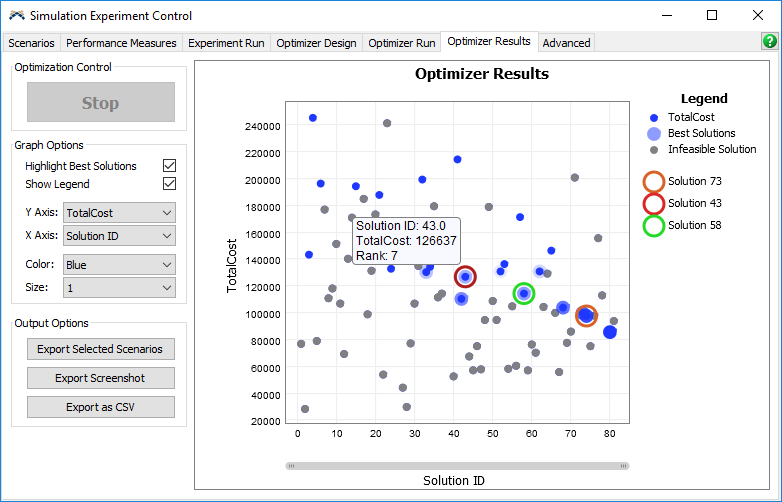 Simulation Experiment Control
Scenarios Performance Measures Experiment Run Optimizer Design Optimizer Run Optimizer Results Advanced
Optimization Control
Stop
Graph Options
Highlight Best Solutions
Show Legend
Y Axis: TotalCost
X Axis: Solution ID
Color: Blue
Size: 1
Output Options
Export Selected Scenarios
Export Screenshot
Export as CSV
Optimizer Results
TotalCost
240000
220000
200000
180000
160000
140000
120000
100000
80000
60000
40000
20000
Solution ID: 43.0
TotalCost: 126637
Rank: 7
0 10 20 30 40 50 60 70 80
Solution ID
Legend
TotalCost
Best Solutions
Infeasible Solution
Solution 73
Solution 43
Solution 58